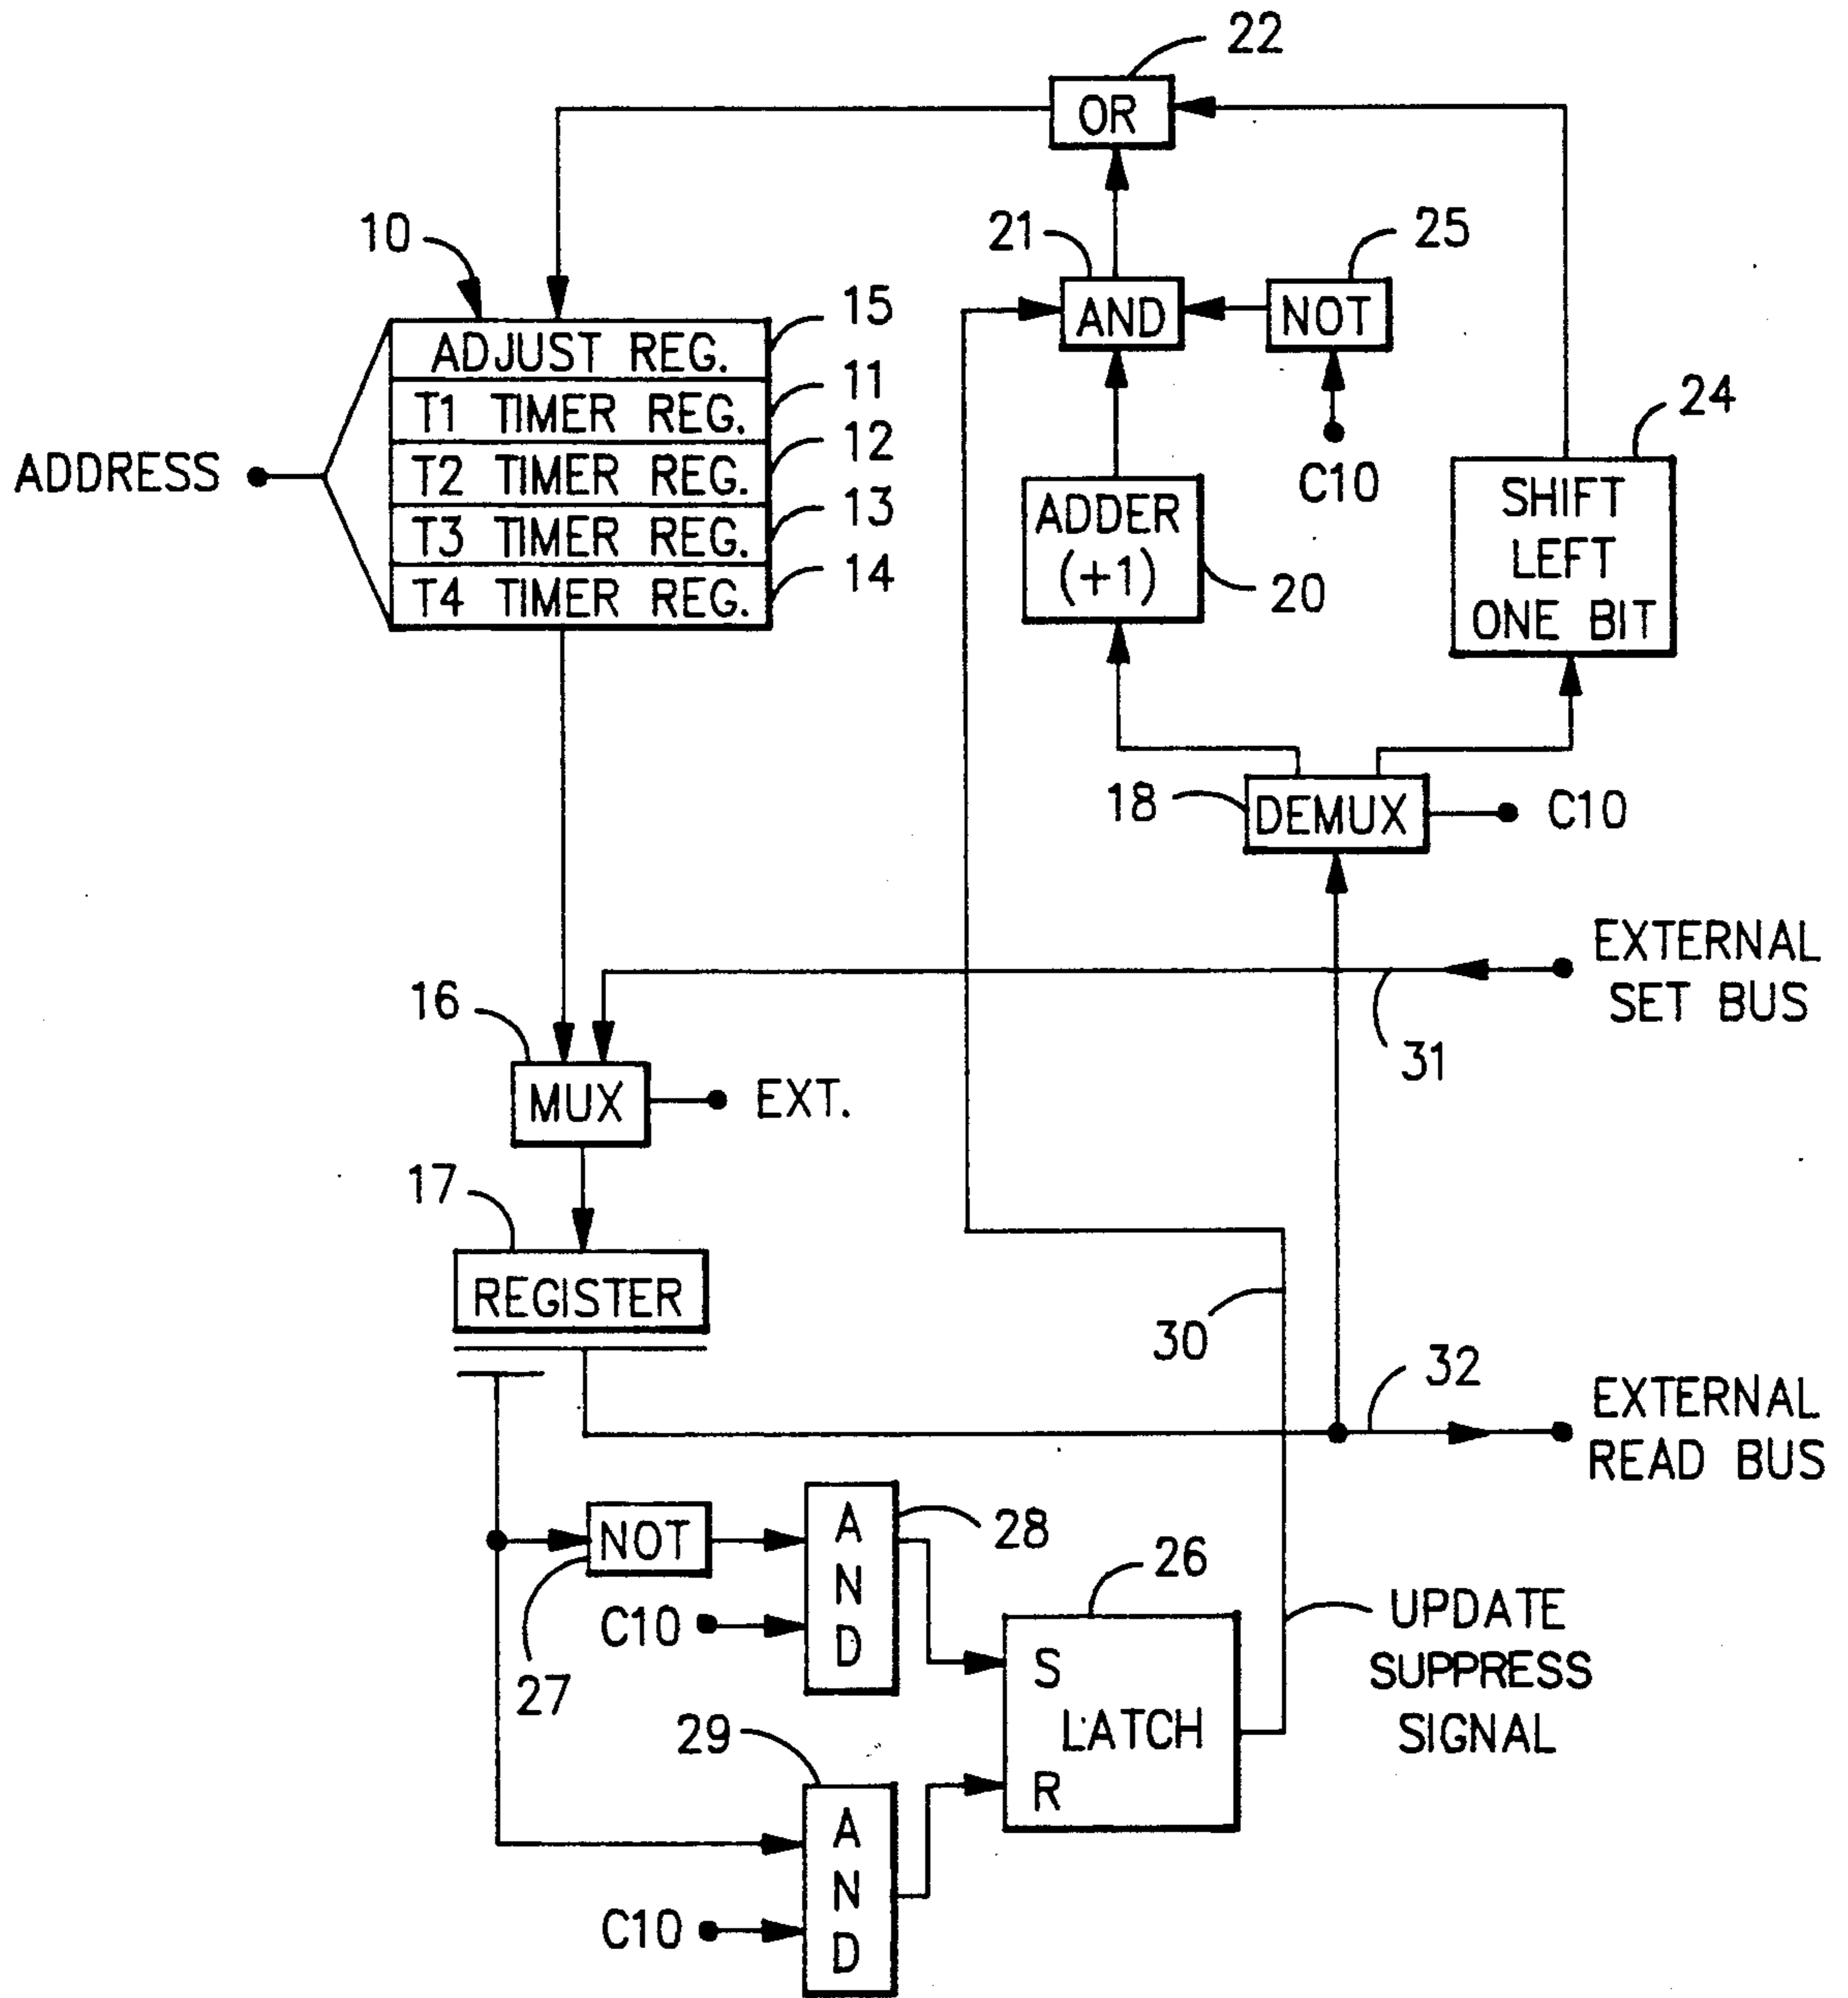 22
OR
10
21
25
15
ADJUST REG.
AND
NOT
11
T1 TIMER REG.
24
12
ADDRESS
T2 TIMER REG.
C10
SHIFT
LEFT
ONE BIT
13
T3 TIMER REG.
ADDER
(+1)
14
T4 TIMER REG.
20
18
DEMUX
C10
EXTERNAL
SET BUS
16
31
MUX
EXT.
17
REGISTER
30
32
EXTERNAL
READ BUS
NOT
AND
28
26
C10
27
S
LATCH
R
UPDATE
SUPPRESS
SIGNAL
29
AND
C10